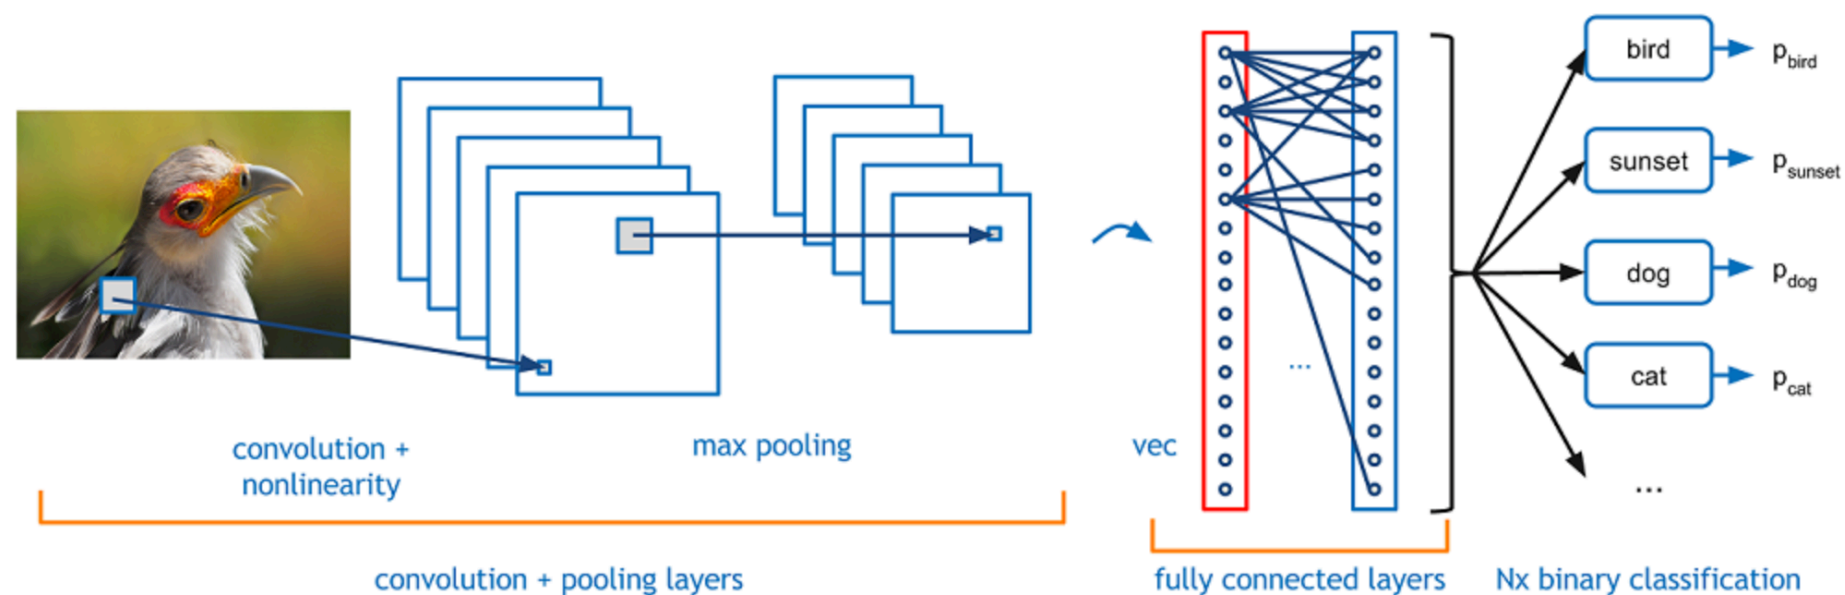 convolution +
nonlinearity
max pooling
vec
convolution + pooling layers
fully connected layers
Nx binary classification
bird
p_bird
sunset
p_sunset
dog
p_dog
cat
p_cat
...
...